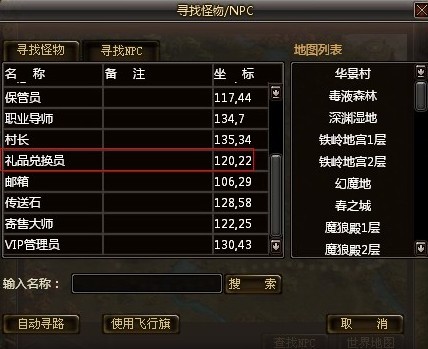 寻找怪物/NPC
寻找怪物 寻找NPC 地图列表
名 称 备 注 坐 标
保管员 117,44
职业导师 134,7
村长 135,34
礼品兑换员 120,22
邮箱 106,29
传送石 128,58
寄售大师 122,25
VIP管理员 130,43
华景村
毒液森林
深渊湿地
铁岭地宫1层
铁岭地宫2层
幻魔地
春之城
魔狼殿1层
魔狼殿2层
输入名称： 搜 索
自动寻路 使用飞行旗 取 消
查找NPC 世界地图